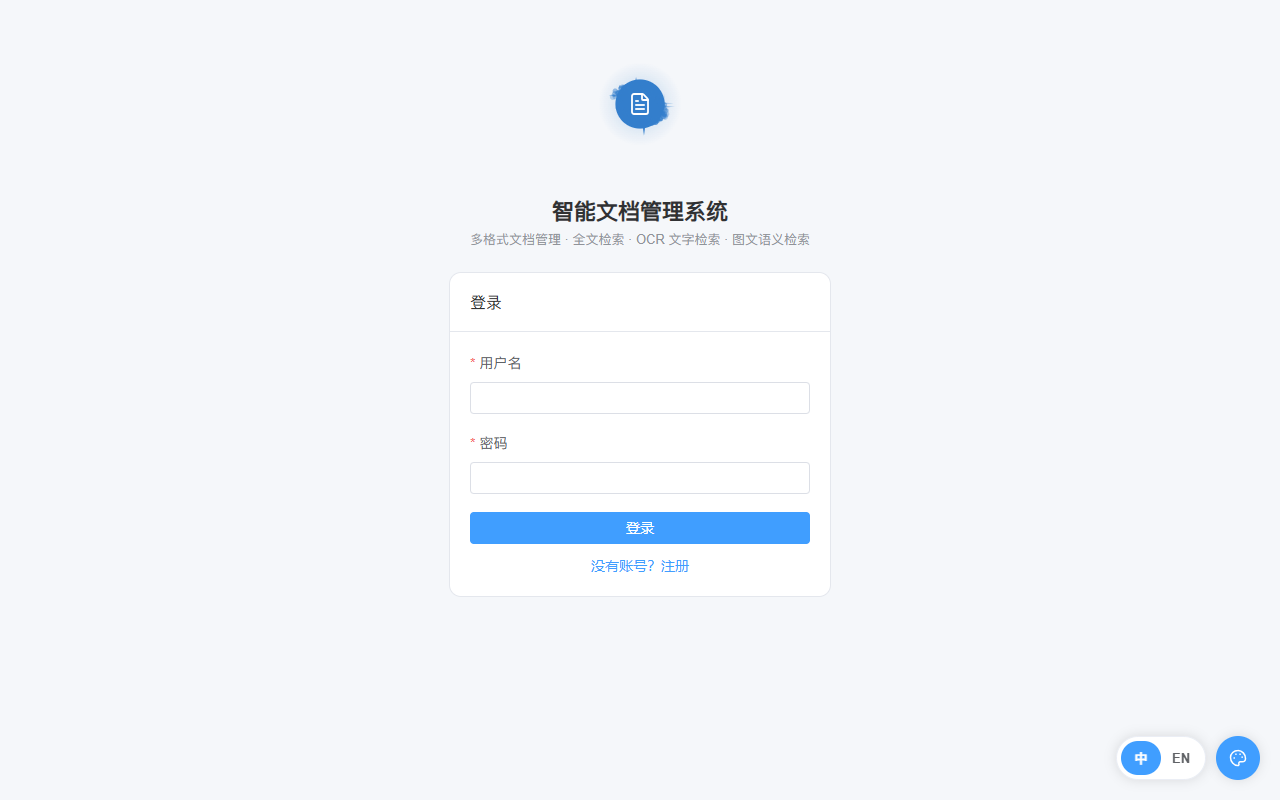 智能文档管理系统
多格式文档管理 · 全文检索 · OCR 文字检索 · 图文语义检索
登录
* 用户名
* 密码
登录
没有账号？注册
中 EN